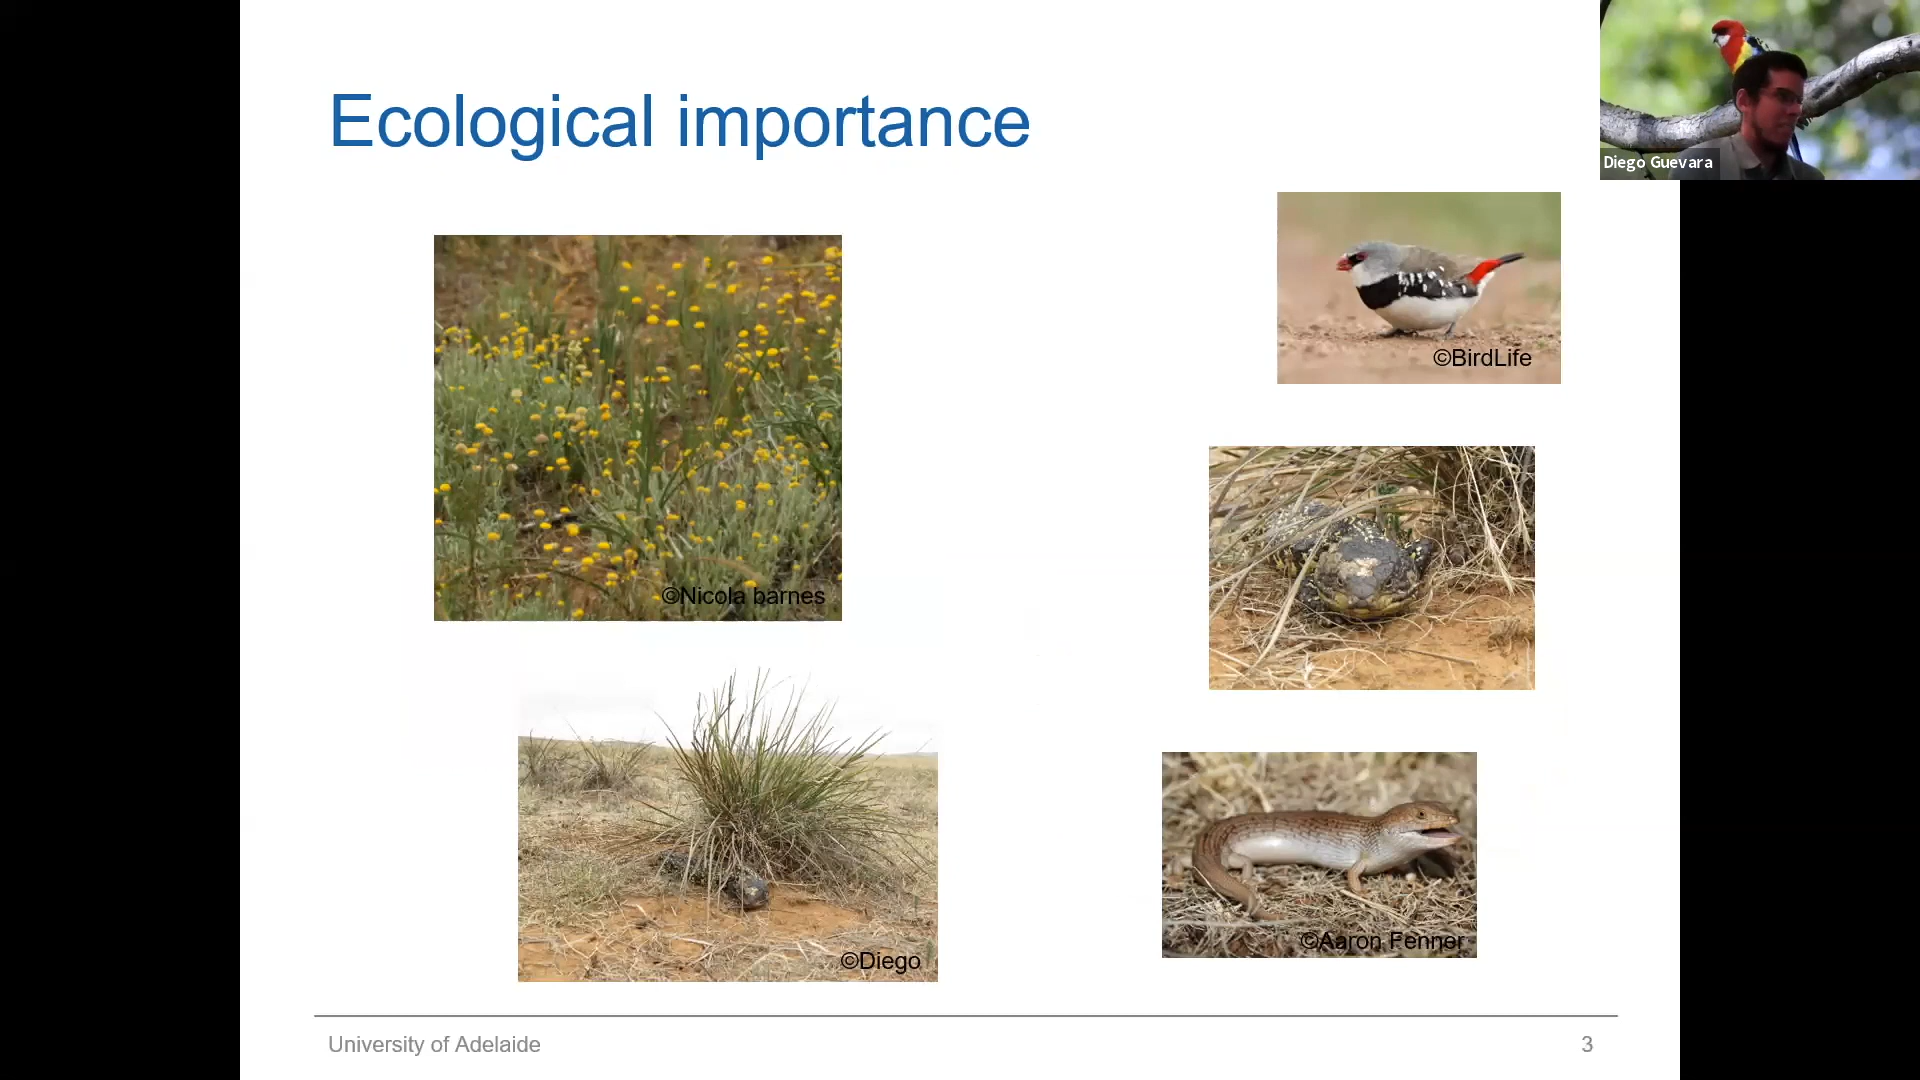 Ecological importance
Diego Guevara
©BirdLife
©Nicola barnes
©Diego
©Aaron Fenner
University of Adelaide
3